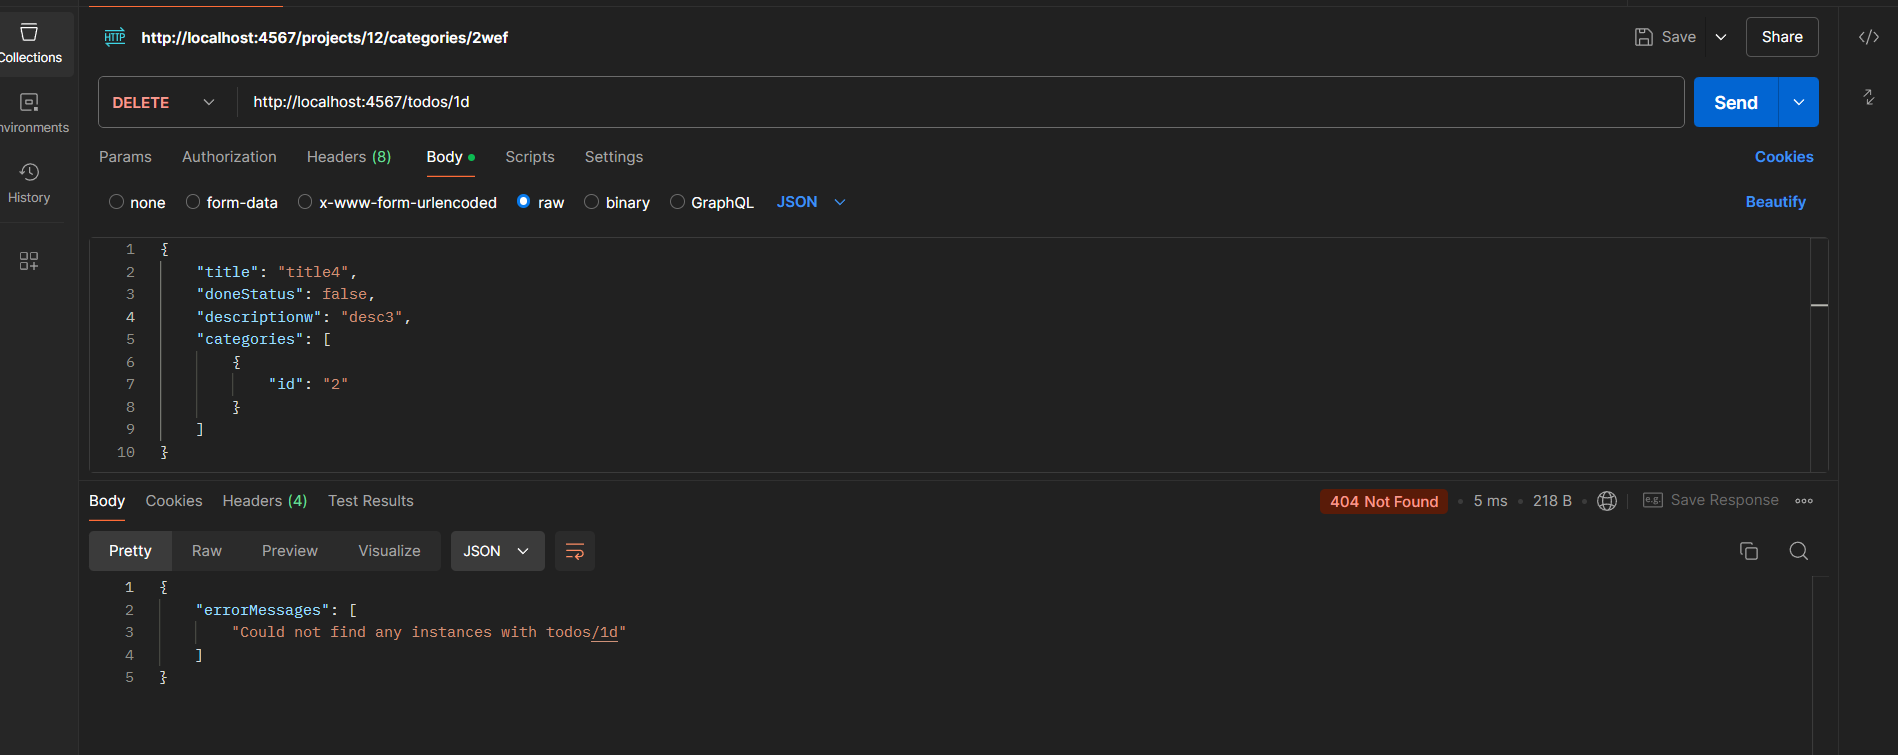 Collections
nvironments
History
HTTP http://localhost:4567/projects/12/categories/2wef
Save
Share
DELETE http://localhost:4567/todos/1d
Send
Params Authorization Headers (8) Body Scripts Settings Cookies
none form-data x-www-form-urlencoded raw binary GraphQL JSON Beautify
1 {
2 "title": "title4",
3 "doneStatus": false,
4 "descriptionw": "desc3",
5 "categories": [
6 {
7 "id": "2"
8 }
9 ]
10 }
Body Cookies Headers (4) Test Results 404 Not Found 5 ms 218 B e.g. Save Response
Pretty Raw Preview Visualize JSON
1 {
2 "errorMessages": [
3 "Could not find any instances with todos/1d"
4 ]
5 }